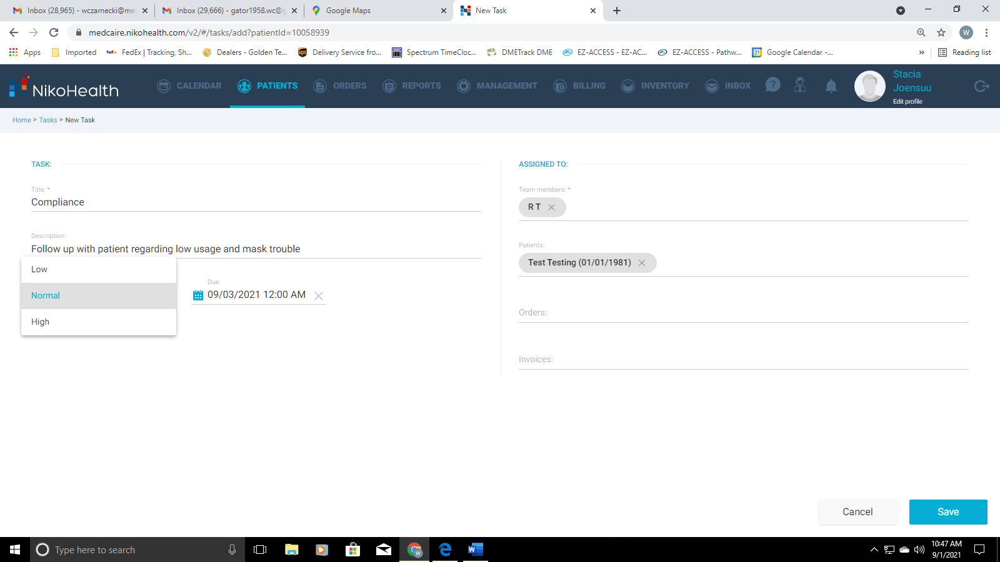 Inbox (28,965) - wczarnecki@me
Inbox (29,666) - gator1958.wc@g
Google Maps
New Task
medcaire.nikohealth.com/v2/#/tasks/add?patientId=10058939
W
Apps
Imported
FedEx | Tracking, Sh...
Dealers - Golden Te...
Delivery Service fro...
Spectrum TimeCloc...
DMETrack DME
EZ-ACCESS - EZ-AC...
EZ-ACCESS - Pathw...
Google Calendar -...
»
Reading list
NikoHealth
CALENDAR
PATIENTS
ORDERS
REPORTS
MANAGEMENT
BILLING
INVENTORY
INBOX
Stacia
Joensuu
Edit profile
Home > Tasks > New Task
TASK:
Title: *
Compliance
Description:
Follow up with patient regarding low usage and mask trouble
Low
Normal
High
Due:
09/03/2021 12:00 AM
ASSIGNED TO:
Team members: *
R T
Patients:
Test Testing (01/01/1981)
Orders:
Invoices:
Cancel
Save
Type here to search
10:47 AM
9/1/2021